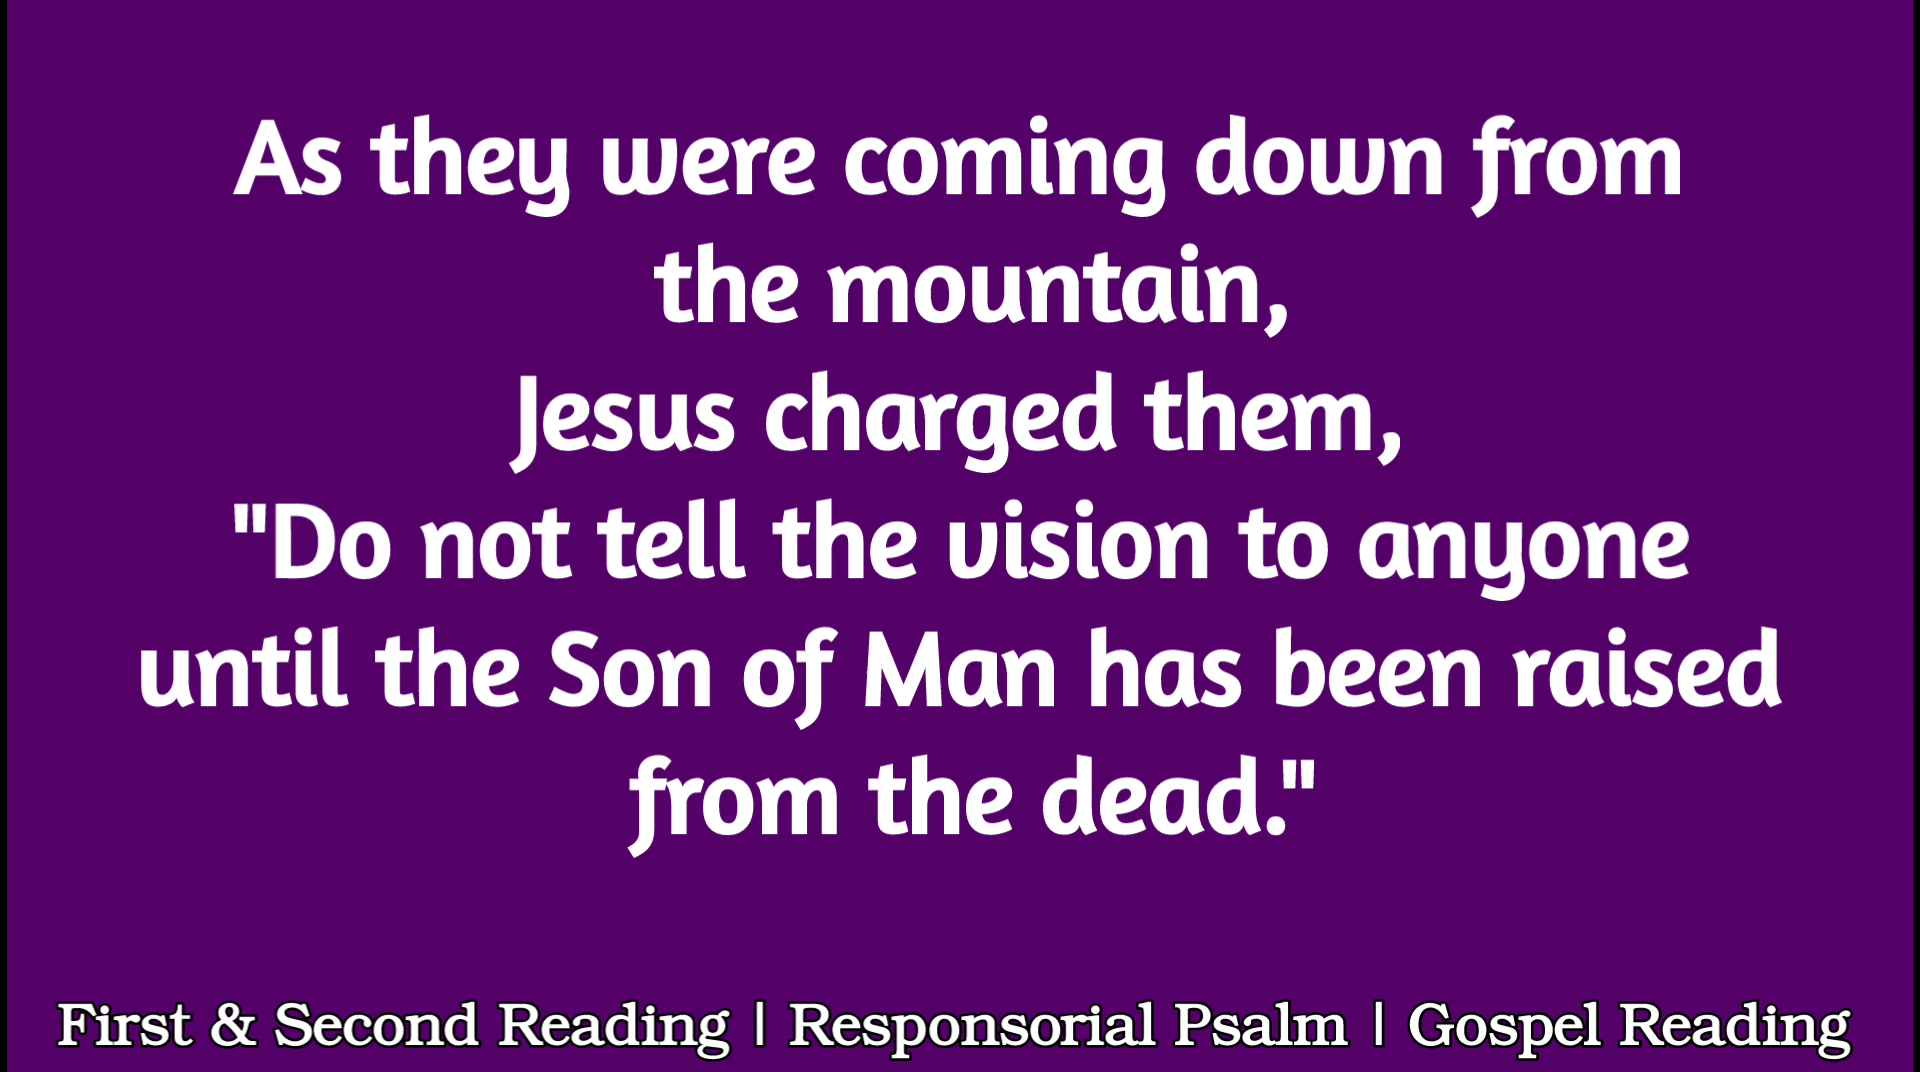 As they were coming down from
the mountain,
Jesus charged them,
"Do not tell the vision to anyone
until the Son of Man has been raised
from the dead."
First & Second Reading | Responsorial Psalm | Gospel Reading